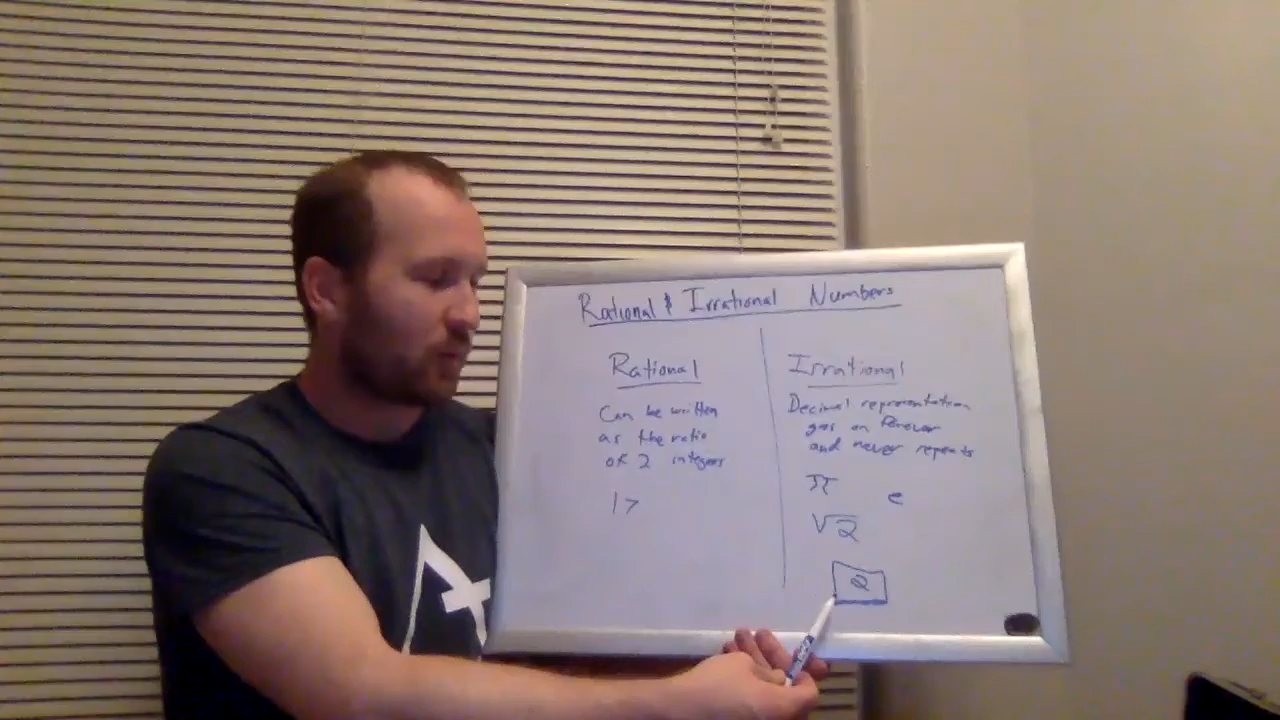 Rational & Irrational Numbers
Rational
Can be written
as the ratio
of 2 integers
17
Irrational
Decimal representation
goes on forever
and never repeats
π e
√2
2